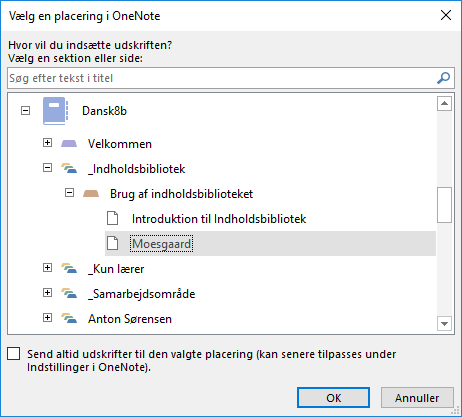 Vælg en placering i OneNote
Hvor vil du indsætte udskriften?
Vælg en sektion eller side:
Søg efter tekst i titel
Dansk8b
Velkommen
_Indholdsbibliotek
Brug af indholdsbiblioteket
Introduktion til Indholdsbibliotek
Moesgaard
_Kun lærer
_Samarbejdsområde
Anton Sørensen
Send altid udskrifter til den valgte placering (kan senere tilpasses under
Indstillinger i OneNote).
OK
Annuller